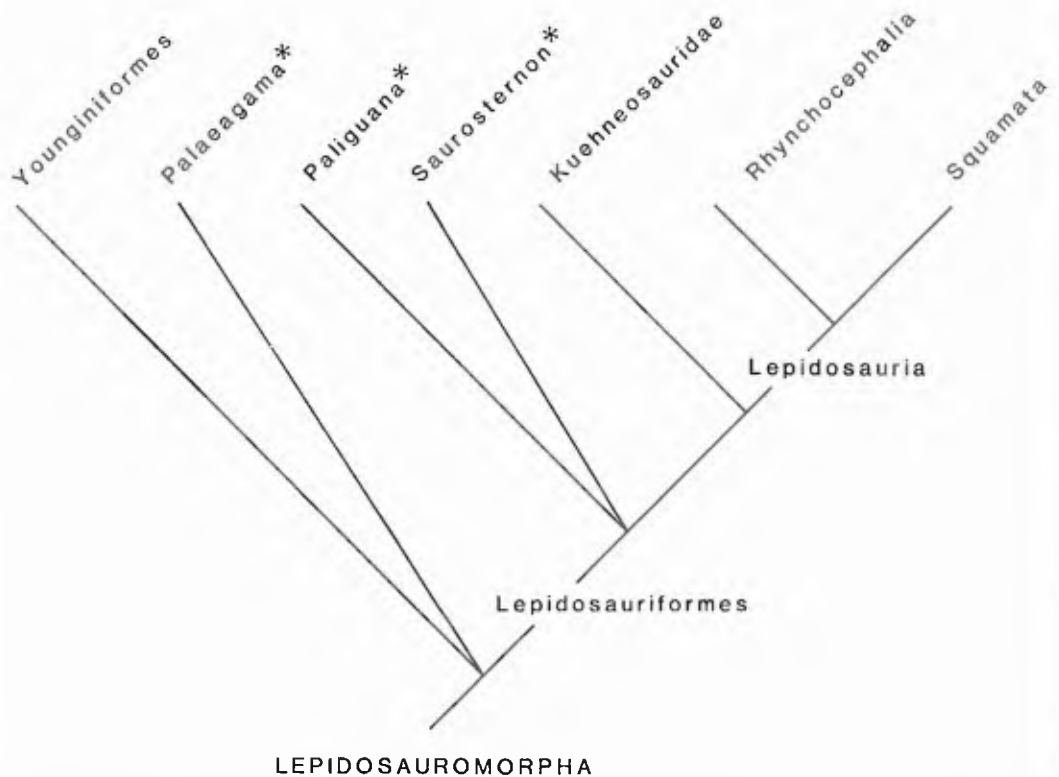 Younginiformes
Palaeagama*
Paliguana*
Saurosternon*
Kuehneosauridae
Rhynchocephalia
Squamata
Lepidosauria
Lepidosauriformes
LEPIDOSAUROMORPHA